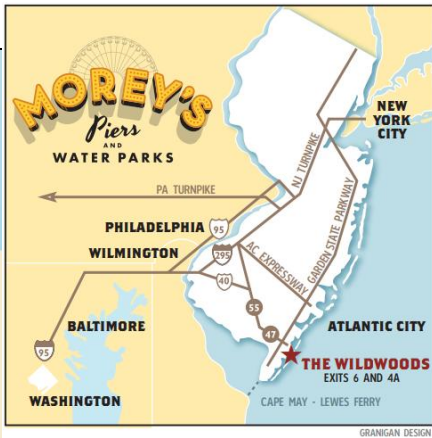 MOREY'S
Piers
AND
WATER PARKS
NEW
YORK
CITY
NJ TURNPIKE
PA TURNPIKE
GARDEN STATE PARKWAY
PHILADELPHIA
95
WILMINGTON
295
AC EXPRESSWAY
40
55
47
BALTIMORE
ATLANTIC CITY
95
THE WILDWOODS
EXITS 6 AND 4A
WASHINGTON
CAPE MAY - LEWES FERRY
GRANIGAN DESIGN